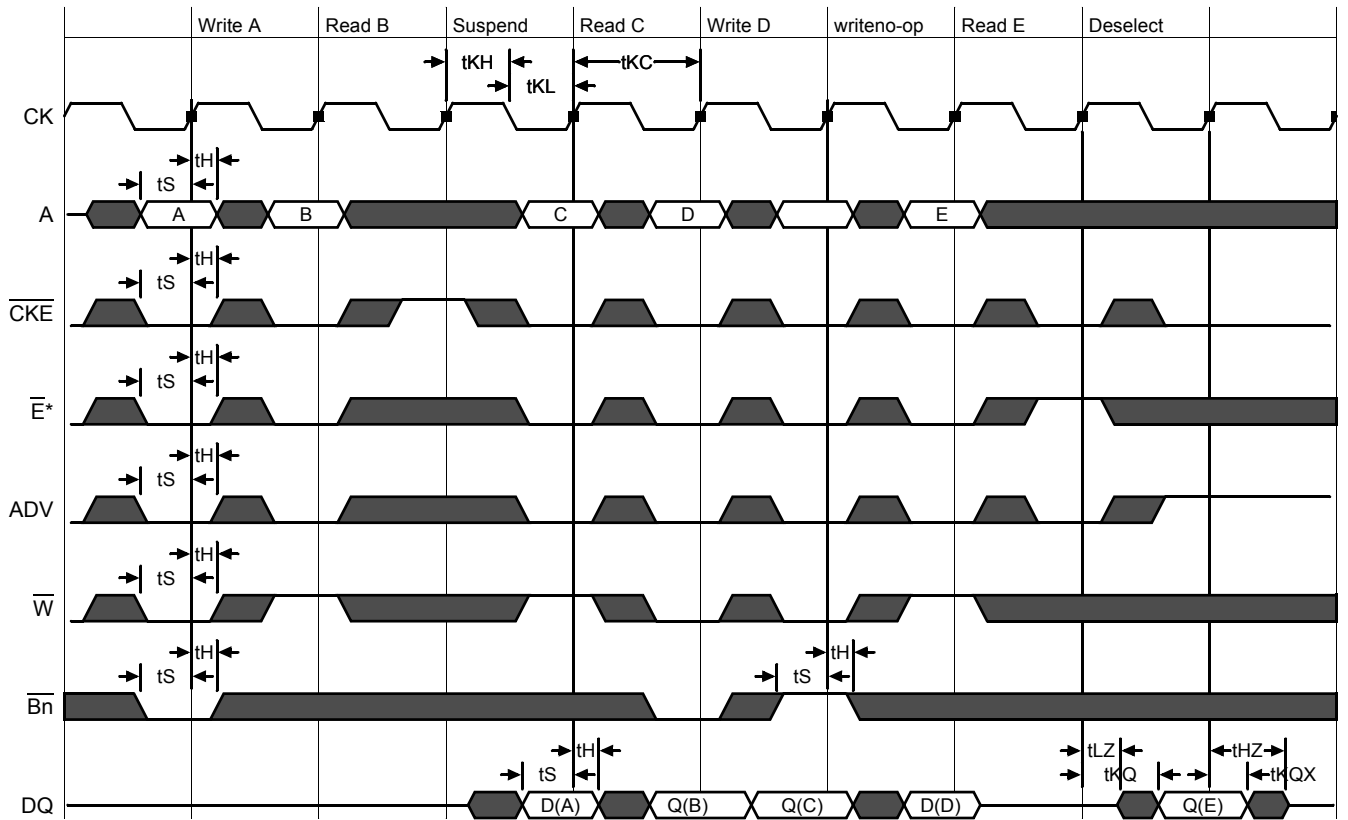 Write A Read B Suspend Read C Write D writeno-op Read E Deselect
tKH tKC
tKL
CK
tH
tS
A A B C D E
tH
tS
CKE
tH
tS
E*
tH
tS
ADV
tH
tS
W
tH tH
tS tS
Bn
tH tLZ tHZ
tS tKQ tKQX
DQ D(A) Q(B) Q(C) D(D) Q(E)